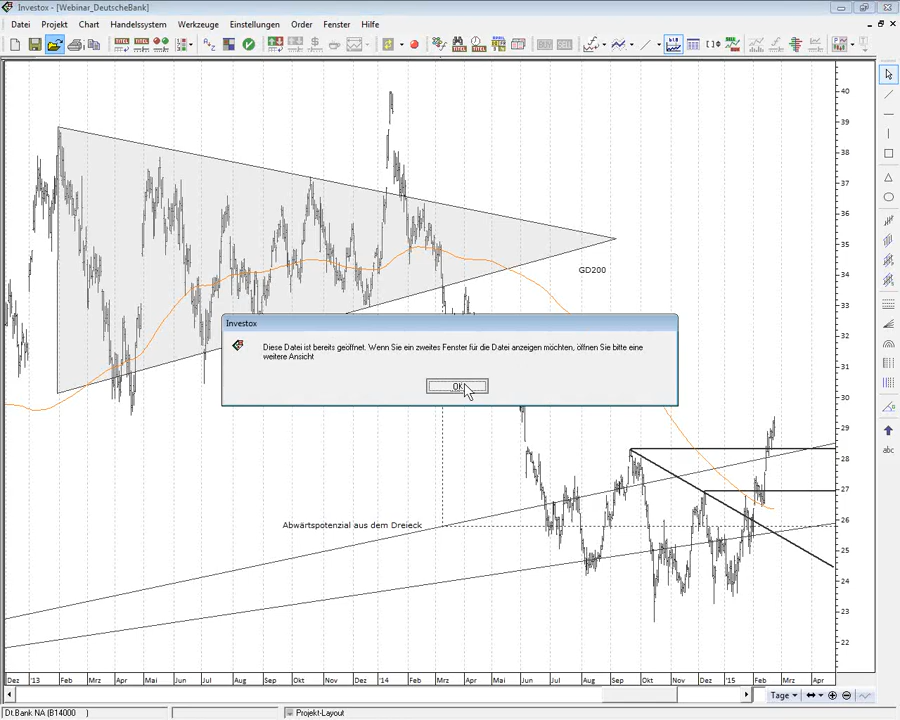 Investox - [Webinar_DeutscheBank]
Datei Projekt Chart Handelssystem Werkzeuge Einstellungen Order Fenster Hilfe
40
39
38
37
36
35
GD200
34
33
32
31
30
29
28
27
26
25
24
23
22
Investox
Diese Datei ist bereits geöffnet. Wenn Sie ein zweites Fenster für die Datei anzeigen möchten, öffnen Sie bitte eine
weitere Ansicht
OK
Abwärtspotenzial aus dem Dreieck
Dez '13 Feb Mrz Apr Mai Jun Jul Aug Sep Okt Nov Dez '14 Feb Mrz Apr Mai Jun Jul Aug Sep Okt Nov Dez '15 Feb Mrz Apr
Tage
Dt.Bank NA (B14000 )
Projekt-Layout
abc